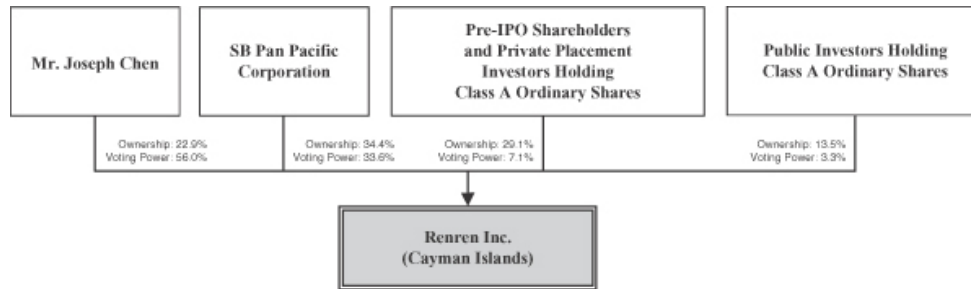 Mr. Joseph Chen
SB Pan Pacific
Corporation
Pre-IPO Shareholders
and Private Placement
Investors Holding
Class A Ordinary Shares
Public Investors Holding
Class A Ordinary Shares
Ownership: 22.9%
Voting Power: 56.0%
Ownership: 34.4%
Voting Power: 33.6%
Ownership: 29.1%
Voting Power: 7.1%
Ownership: 13.5%
Voting Power: 3.3%
Renren Inc.
(Cayman Islands)